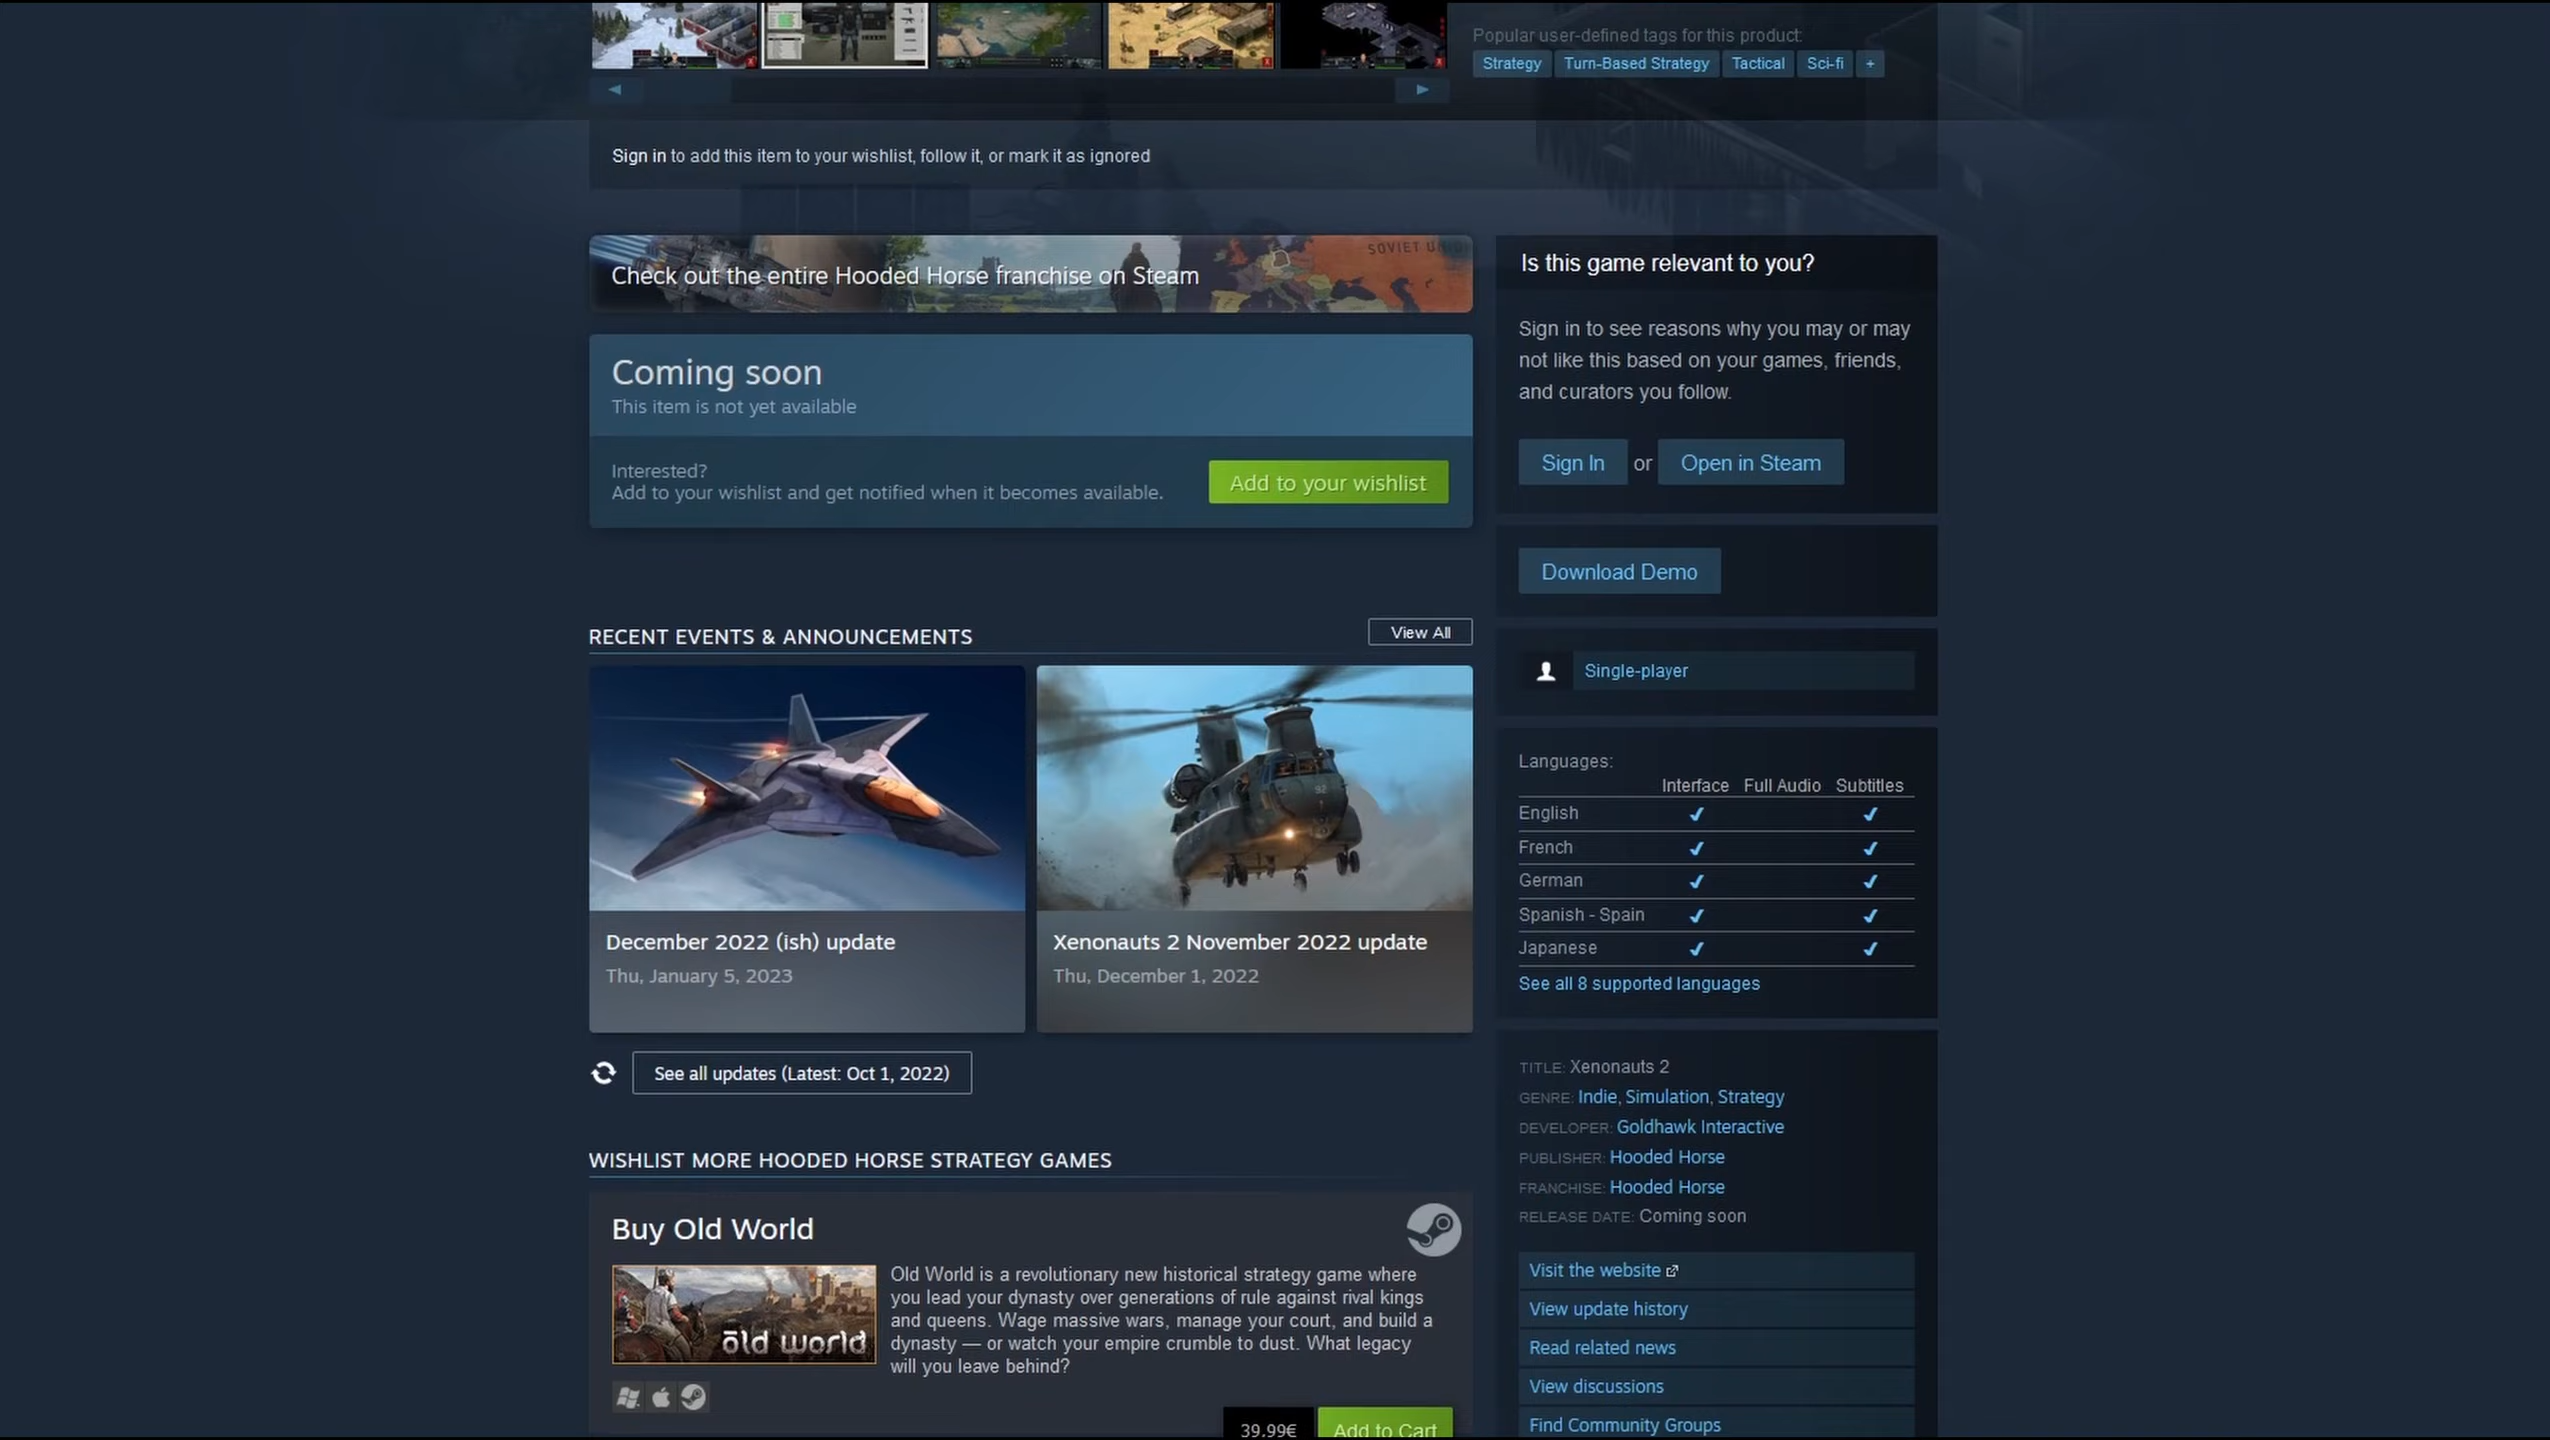 Popular user-defined tags for this product:
Strategy Turn-Based Strategy Tactical Sci-fi +
Sign in to add this item to your wishlist, follow it, or mark it as ignored
SOVIET UNION
Check out the entire Hooded Horse franchise on Steam
Coming soon
This item is not yet available
Interested?
Add to your wishlist and get notified when it becomes available.
Add to your wishlist
RECENT EVENTS & ANNOUNCEMENTS
View All
92
December 2022 (ish) update
Thu, January 5, 2023
Xenonauts 2 November 2022 update
Thu, December 1, 2022
See all updates (Latest: Oct 1, 2022)
WISHLIST MORE HOODED HORSE STRATEGY GAMES
Buy Old World
old world
Old World is a revolutionary new historical strategy game where
you lead your dynasty over generations of rule against rival kings
and queens. Wage massive wars, manage your court, and build a
dynasty — or watch your empire crumble to dust. What legacy
will you leave behind?
39,99€ Add to Cart
Is this game relevant to you?
Sign in to see reasons why you may or may
not like this based on your games, friends,
and curators you follow.
Sign In or Open in Steam
Download Demo
Single-player
Languages:
Interface Full Audio Subtitles
English ✔ ✔
French ✔ ✔
German ✔ ✔
Spanish - Spain ✔ ✔
Japanese ✔ ✔
See all 8 supported languages
TITLE: Xenonauts 2
GENRE: Indie, Simulation, Strategy
DEVELOPER: Goldhawk Interactive
PUBLISHER: Hooded Horse
FRANCHISE: Hooded Horse
RELEASE DATE: Coming soon
Visit the website
View update history
Read related news
View discussions
Find Community Groups